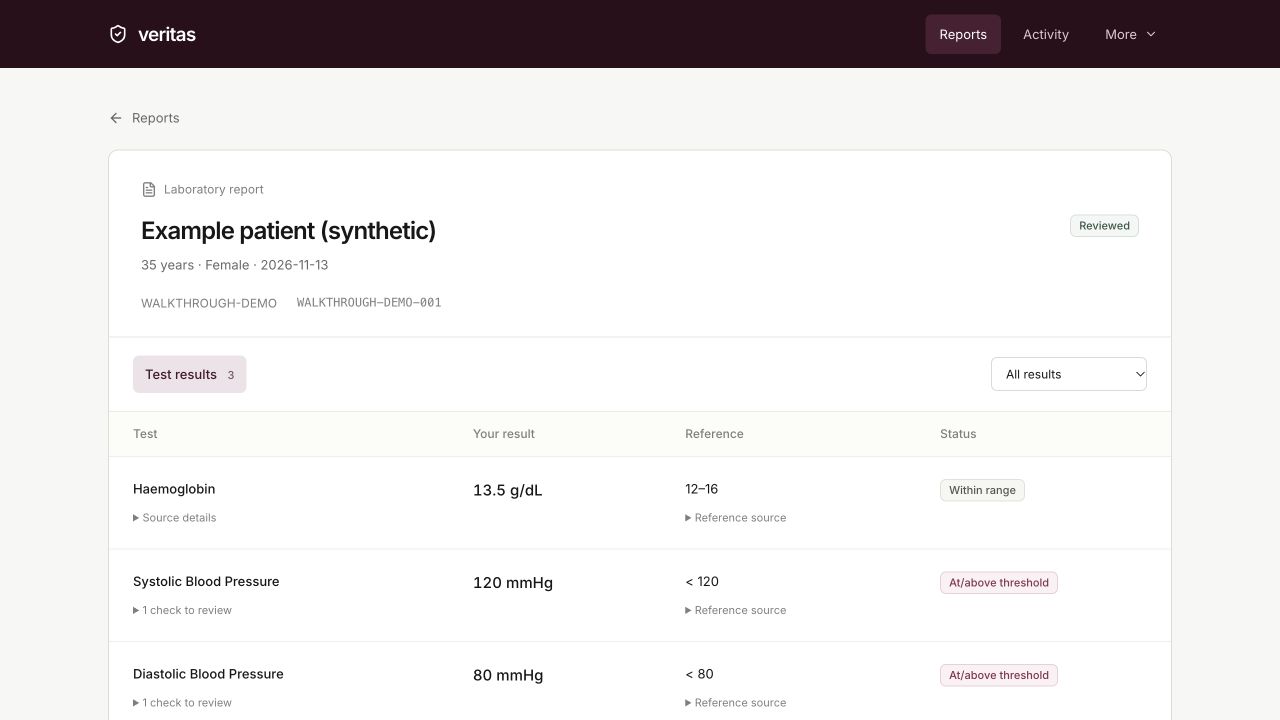 veritas
Reports
Activity
More
Reports
Laboratory report
Example patient (synthetic)
Reviewed
35 years · Female · 2026-11-13
WALKTHROUGH-DEMO WALKTHROUGH-DEMO-001
Test results 3
All results
Test Your result Reference Status
Haemoglobin 13.5 g/dL 12–16 Within range
Source details Reference source
Systolic Blood Pressure 120 mmHg < 120 At/above threshold
1 check to review Reference source
Diastolic Blood Pressure 80 mmHg < 80 At/above threshold
1 check to review Reference source